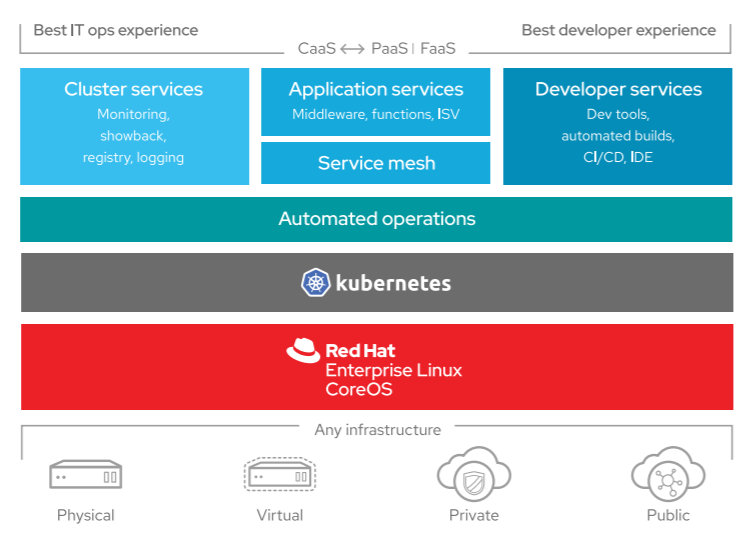 Best IT ops experience
Best developer experience
CaaS ↔ PaaS | FaaS
Cluster services
Monitoring,
showback,
registry, logging
Application services
Middleware, functions, ISV
Service mesh
Developer services
Dev tools,
automated builds,
CI/CD, IDE
Automated operations
kubernetes
Red Hat
Enterprise Linux
CoreOS
Any infrastructure
Physical
Virtual
Private
Public